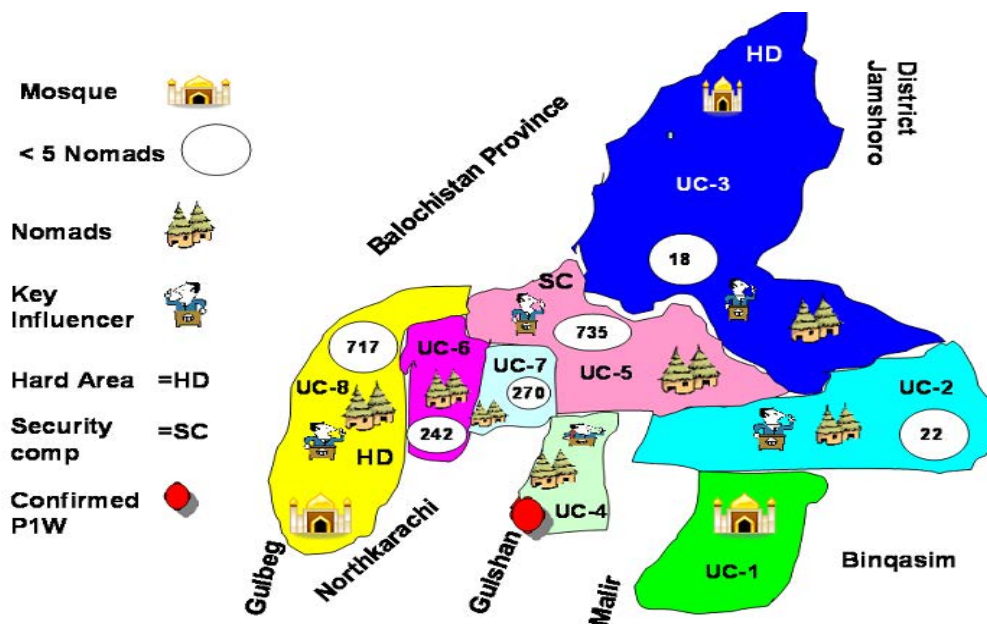 Mosque
< 5 Nomads
Nomads
Key
Influencer
Hard Area =HD
Security
comp =SC
Confirmed
P1W
HD
District
Jamshoro
Balochistan Province
UC-3
18
SC
735
717
UC-6
UC-7
UC-5
UC-8
270
UC-2
242
22
HD
UC-4
Gulbeg
Northkarachi
Gulshan
Malir
UC-1
Binqasim